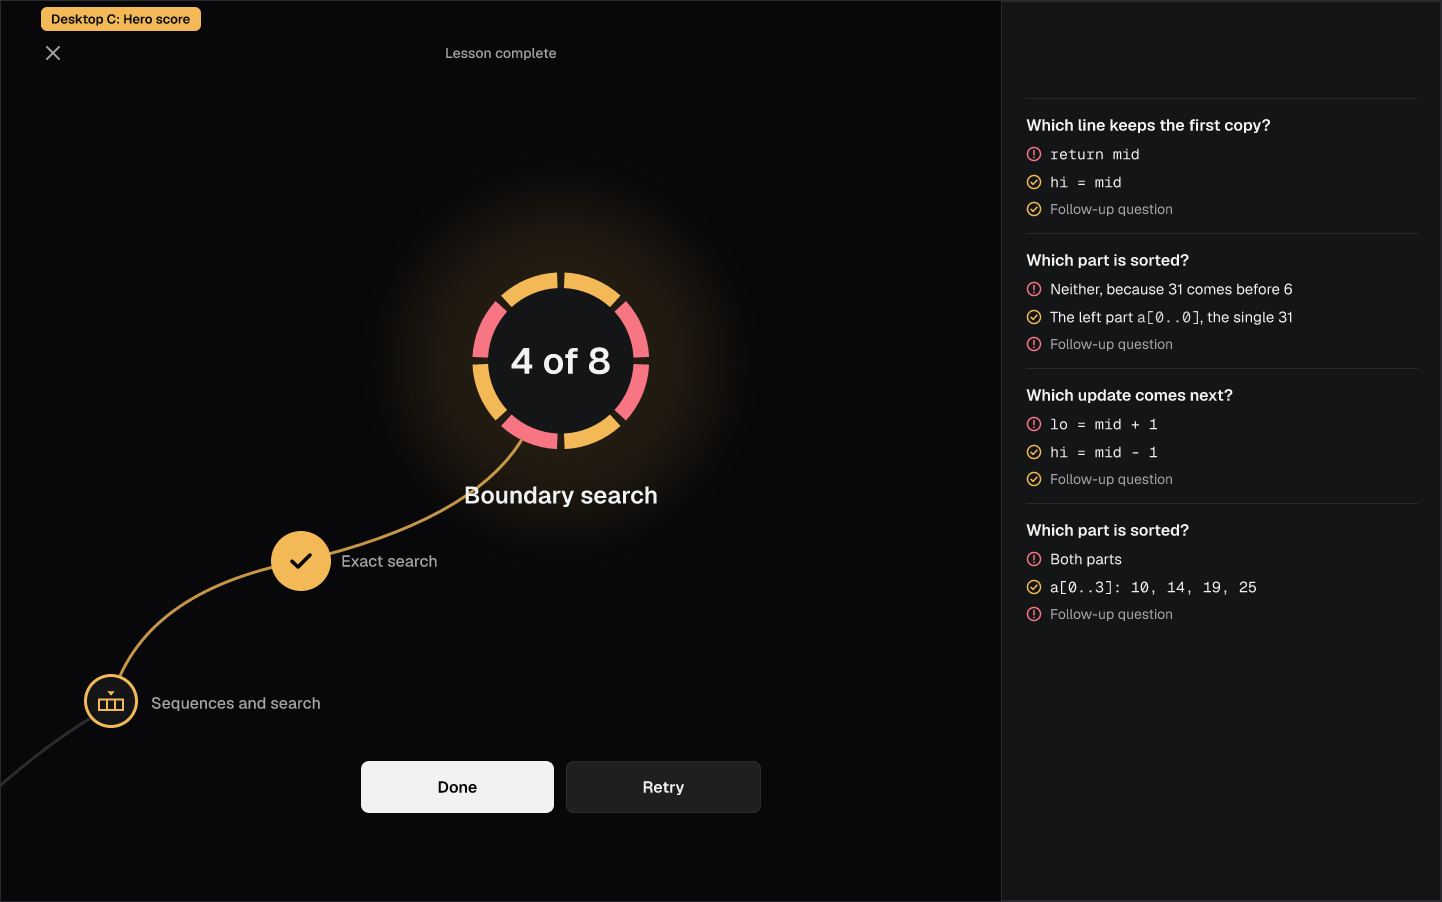 Desktop C: Hero score
Lesson complete
4 of 8
Boundary search
Exact search
Sequences and search
Done
Retry
Which line keeps the first copy?
return mid
hi = mid
Follow-up question
Which part is sorted?
Neither, because 31 comes before 6
The left part a[0..0], the single 31
Follow-up question
Which update comes next?
lo = mid + 1
hi = mid - 1
Follow-up question
Which part is sorted?
Both parts
a[0..3]: 10, 14, 19, 25
Follow-up question